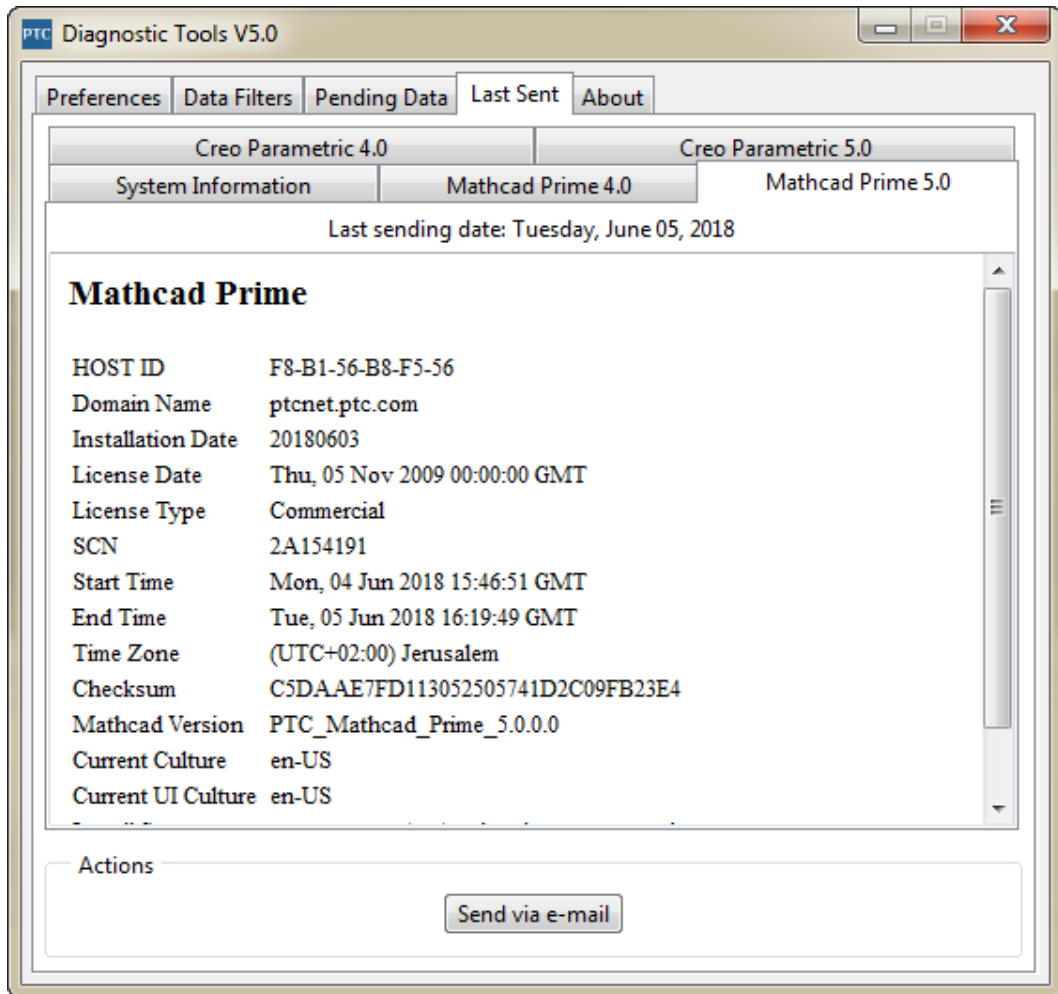 PTC Diagnostic Tools V5.0
Preferences Data Filters Pending Data Last Sent About
Creo Parametric 4.0 Creo Parametric 5.0
System Information Mathcad Prime 4.0 Mathcad Prime 5.0
Last sending date: Tuesday, June 05, 2018
Mathcad Prime
HOST ID F8-B1-56-B8-F5-56
Domain Name ptcnet.ptc.com
Installation Date 20180603
License Date Thu, 05 Nov 2009 00:00:00 GMT
License Type Commercial
SCN 2A154191
Start Time Mon, 04 Jun 2018 15:46:51 GMT
End Time Tue, 05 Jun 2018 16:19:49 GMT
Time Zone (UTC+02:00) Jerusalem
Checksum C5DAAE7FD113052505741D2C09FB23E4
Mathcad Version PTC_Mathcad_Prime_5.0.0.0
Current Culture en-US
Current UI Culture en-US
Actions
Send via e-mail